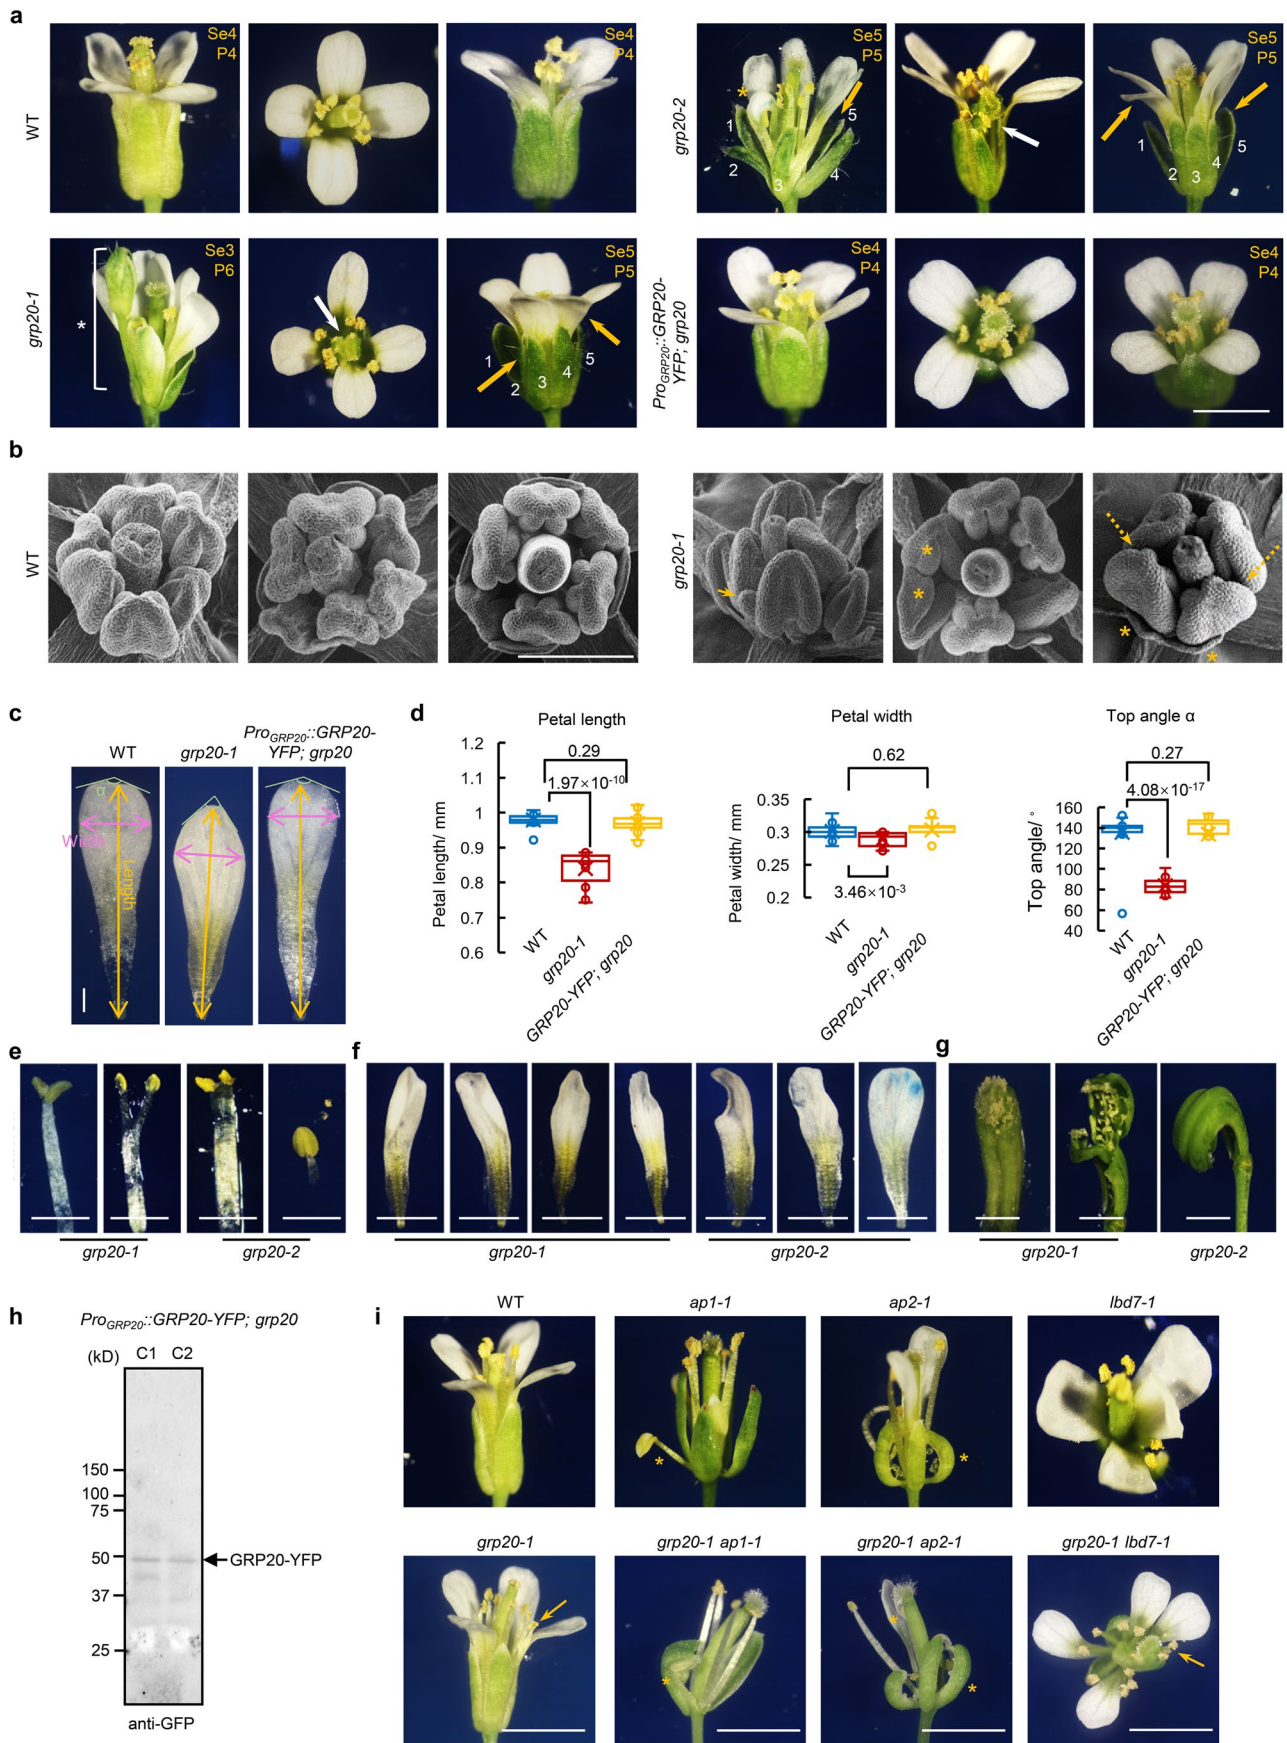 a
WT
Se4
P4
Se4
P4
grp20-2
Se5
P5
*
1
2
3
4
5
Se5
P5
1
2
3
4
5
grp20-1
Se3
P6
*
Se5
P5
1
2
3
4
5
ProGRP20::GRP20-
YFP; grp20
Se4
P4
Se4
P4
b
WT
grp20-1
*
*
*
*
c
WT
grp20-1
ProGRP20::GRP20-
YFP; grp20
α
Width
Length
d
Petal length
Petal length/ mm
1.2
1.1
1
0.9
0.8
0.7
0.6
0.29
1.97×10-10
WT
grp20-1
GRP20-YFP; grp20
Petal width
Petal width/ mm
0.35
0.3
0.25
0.2
0.62
3.46×10-3
WT
grp20-1
GRP20-YFP; grp20
Top angle α
Top angle/ °
160
140
120
100
80
60
40
0.27
4.08×10-17
WT
grp20-1
GRP20-YFP; grp20
e
grp20-1
grp20-2
f
grp20-1
grp20-2
g
grp20-1
grp20-2
h
ProGRP20::GRP20-YFP; grp20
(kD)
C1
C2
150
100
75
50
37
25
GRP20-YFP
anti-GFP
i
WT
ap1-1
ap2-1
lbd7-1
*
*
grp20-1
grp20-1 ap1-1
grp20-1 ap2-1
grp20-1 lbd7-1
*
*
*